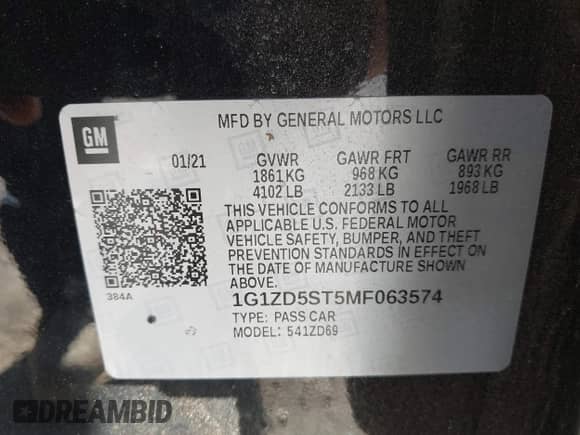 MFD BY GENERAL MOTORS LLC
GM
01/21 GVWR GAWR FRT GAWR RR
1861 KG 968 KG 893 KG
4102 LB 2133 LB 1968 LB
THIS VEHICLE CONFORMS TO ALL
APPLICABLE U.S. FEDERAL MOTOR
VEHICLE SAFETY, BUMPER, AND THEFT
PREVENTION STANDARDS IN EFFECT ON
THE DATE OF MANUFACTURE SHOWN
ABOVE.
384A
1G1ZD5ST5MF063574
TYPE: PASS CAR
MODEL: 541ZD69
DREAMBID